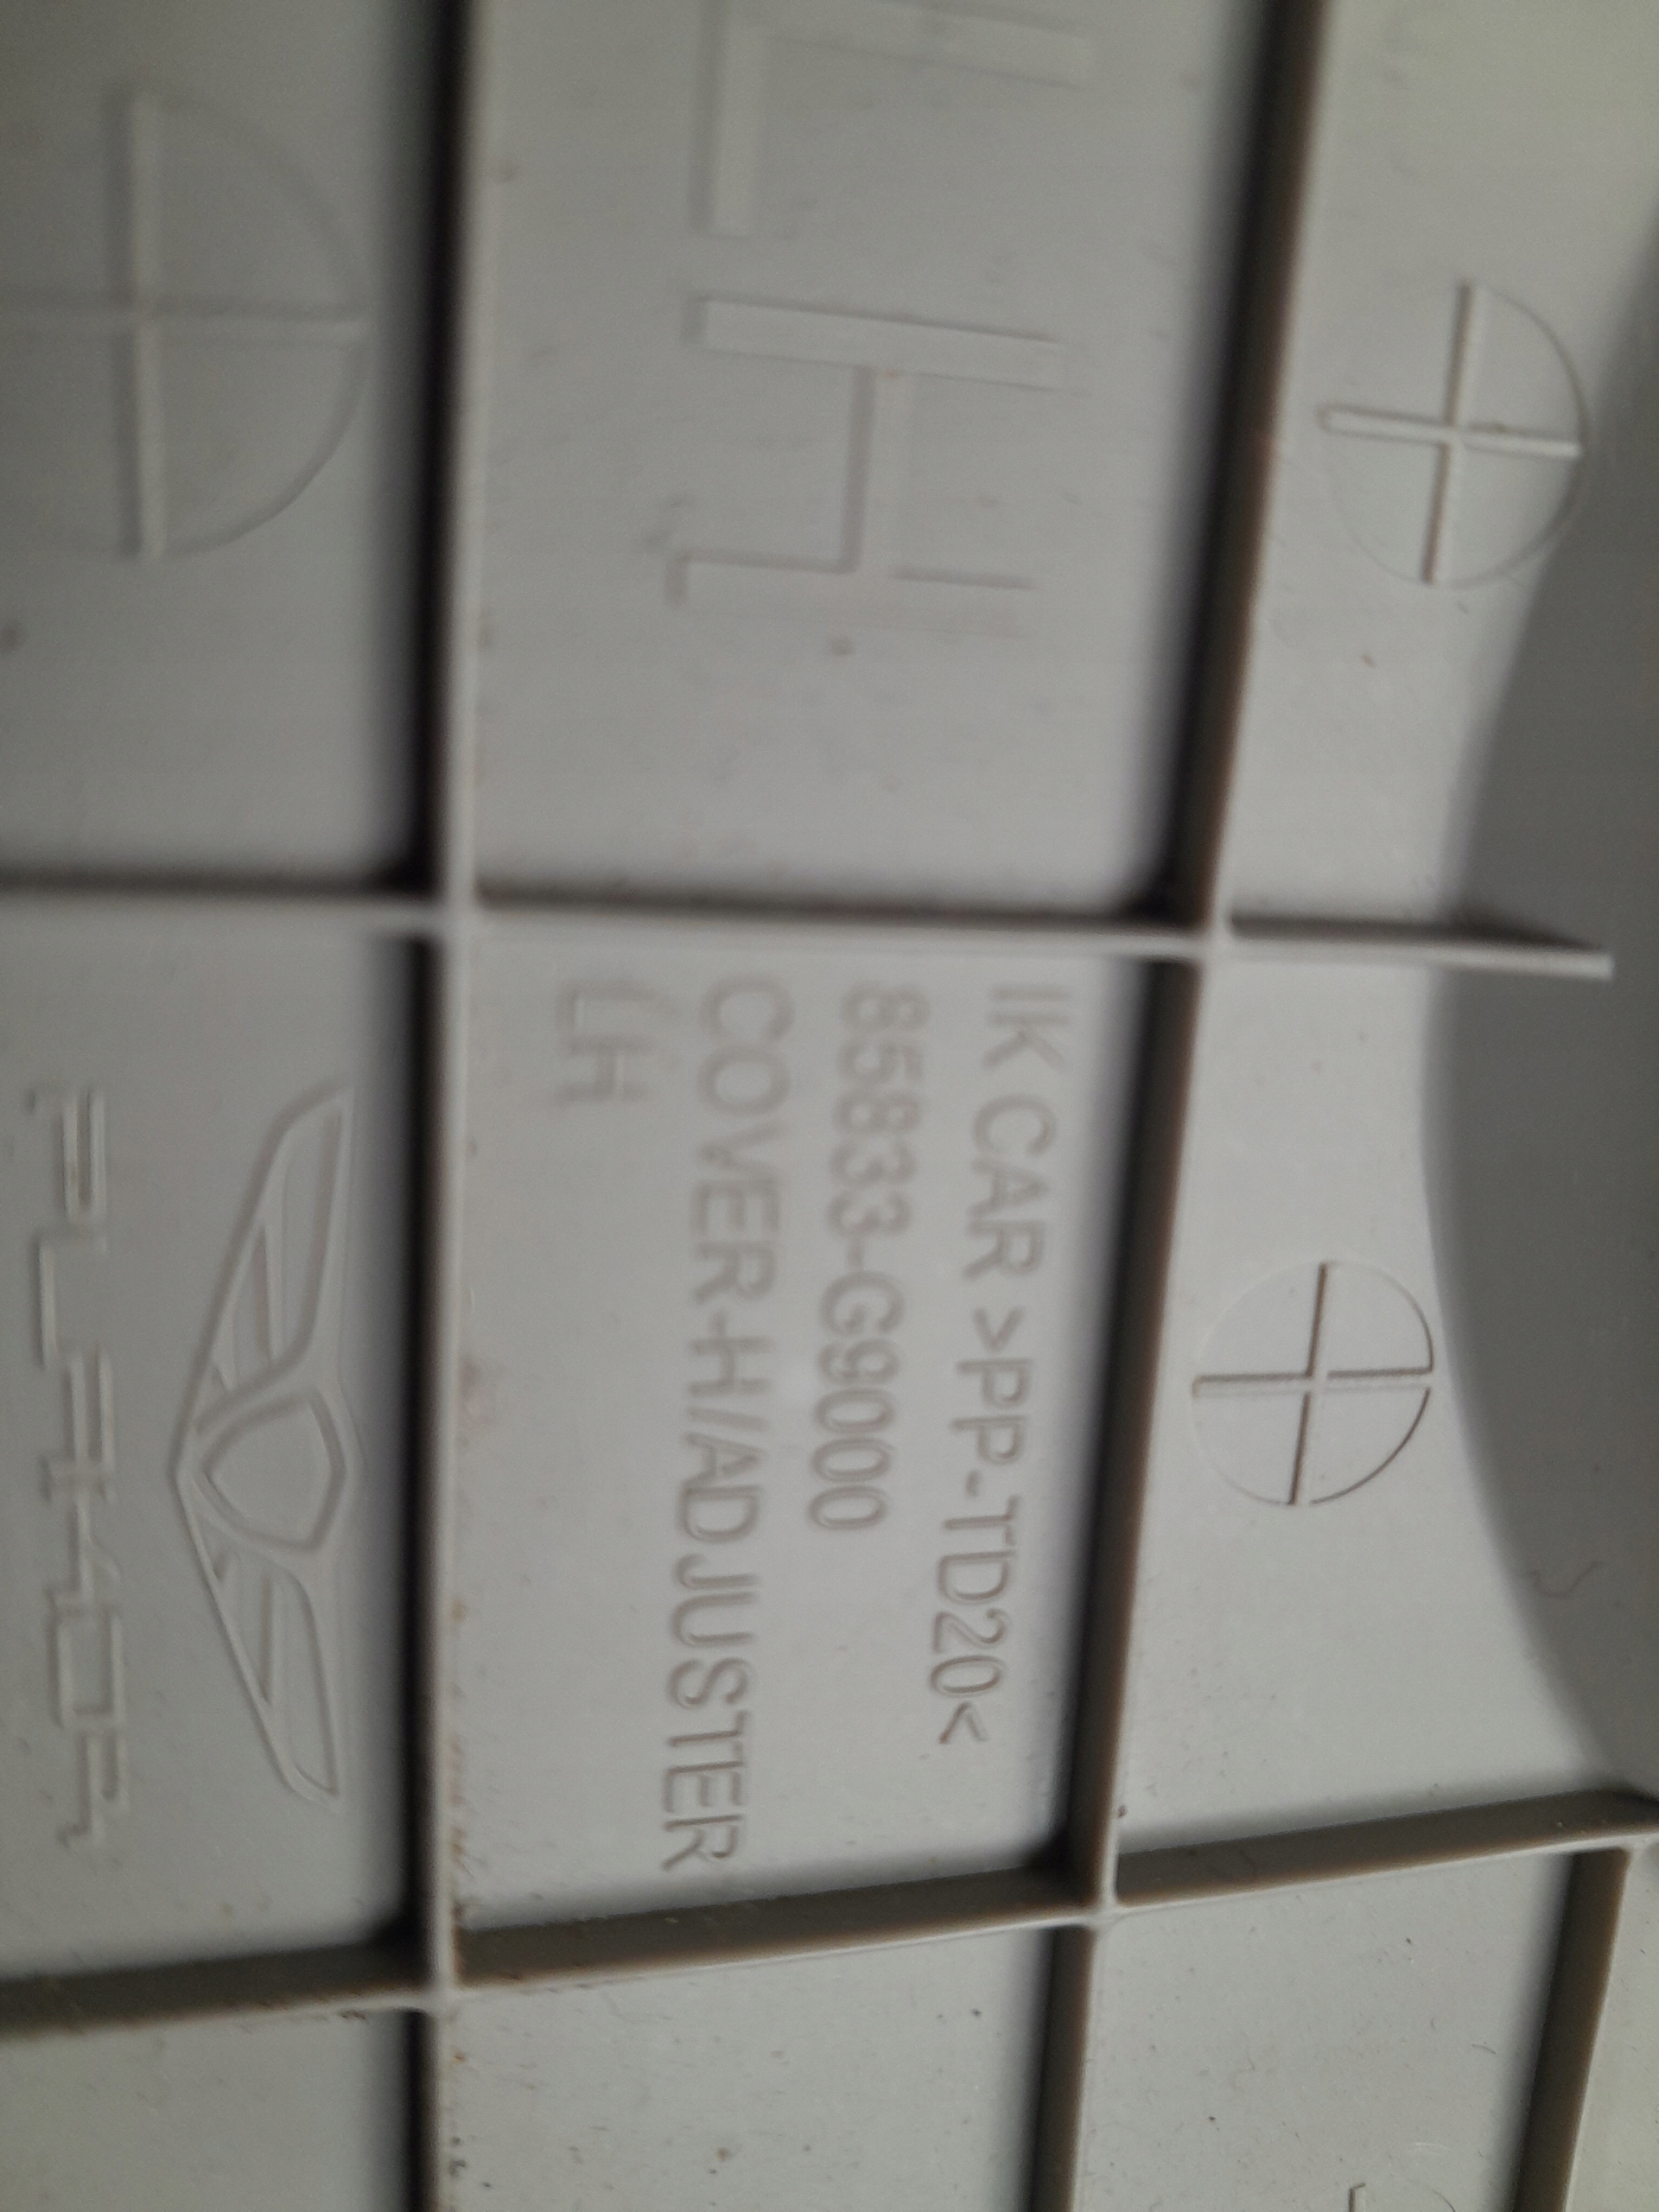 LH
IK CAR >PP-TD20<
85833-G9000
COVER-H/ADJUSTER
LH